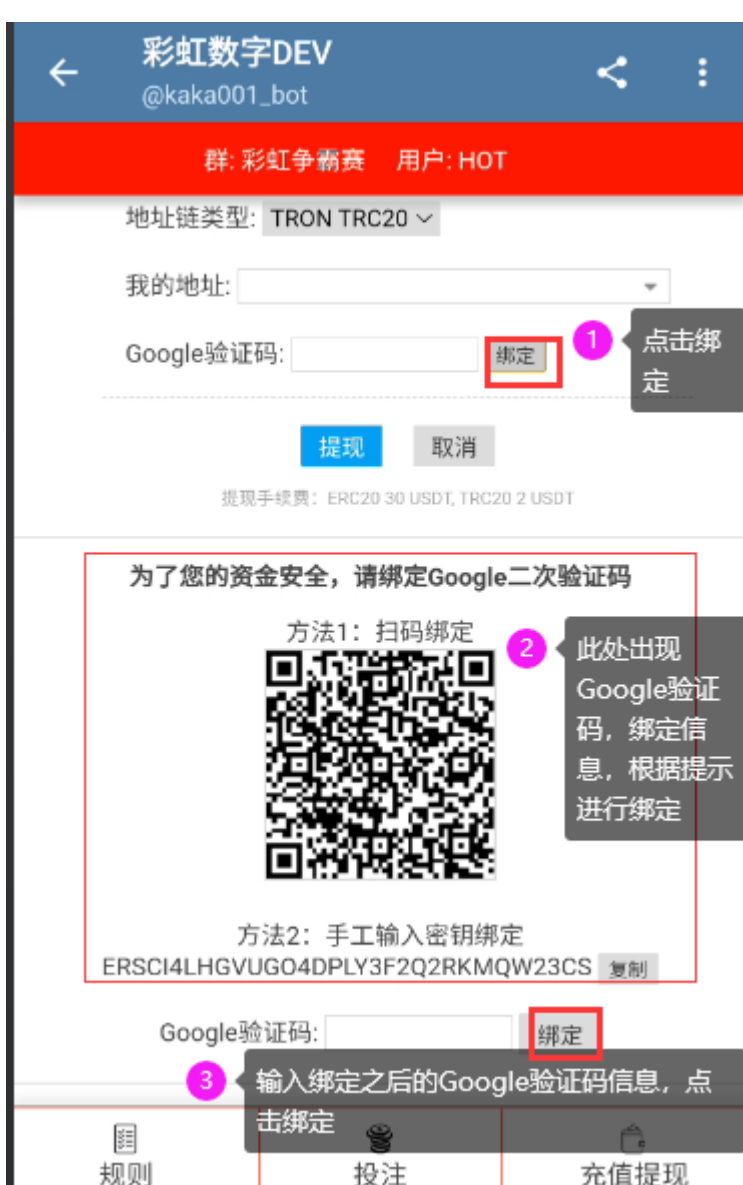 彩虹数字DEV
@kaka001_bot
群: 彩虹争霸赛 用户: HOT
地址链类型: TRON TRC20
我的地址:
1
点击绑
定
Google验证码:
绑定
提现
取消
提现手续费：ERC20 30 USDT, TRC20 2 USDT
为了您的资金安全，请绑定Google二次验证码
方法1：扫码绑定
2
此处出现
Google验证
码，绑定信
息，根据提示
进行绑定
方法2：手工输入密钥绑定
ERSCI4LHGVUGO4DPLY3F2Q2RKMQW23CS 复制
Google验证码:
绑定
3
输入绑定之后的Google验证码信息，点
击绑定
规则
投注
充值提现